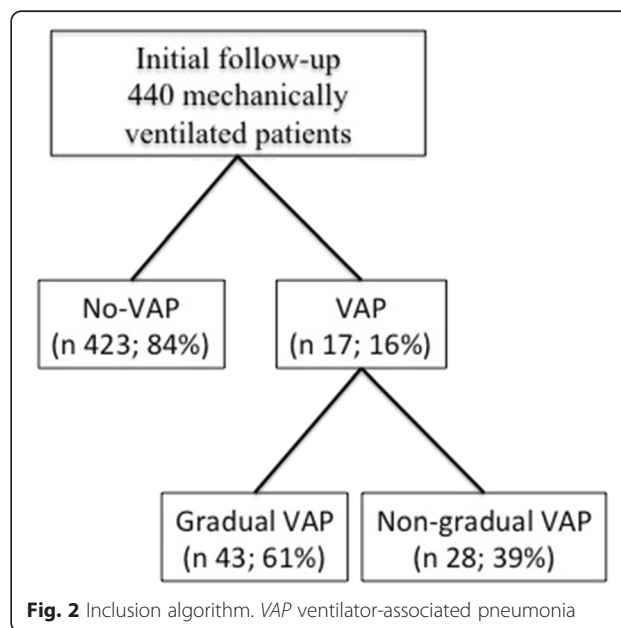 Initial follow-up
440 mechanically
ventilated patients
No-VAP
(n 423; 84%)
VAP
(n 17; 16%)
Gradual VAP
(n 43; 61%)
Non-gradual VAP
(n 28; 39%)
Fig. 2 Inclusion algorithm. VAP ventilator-associated pneumonia